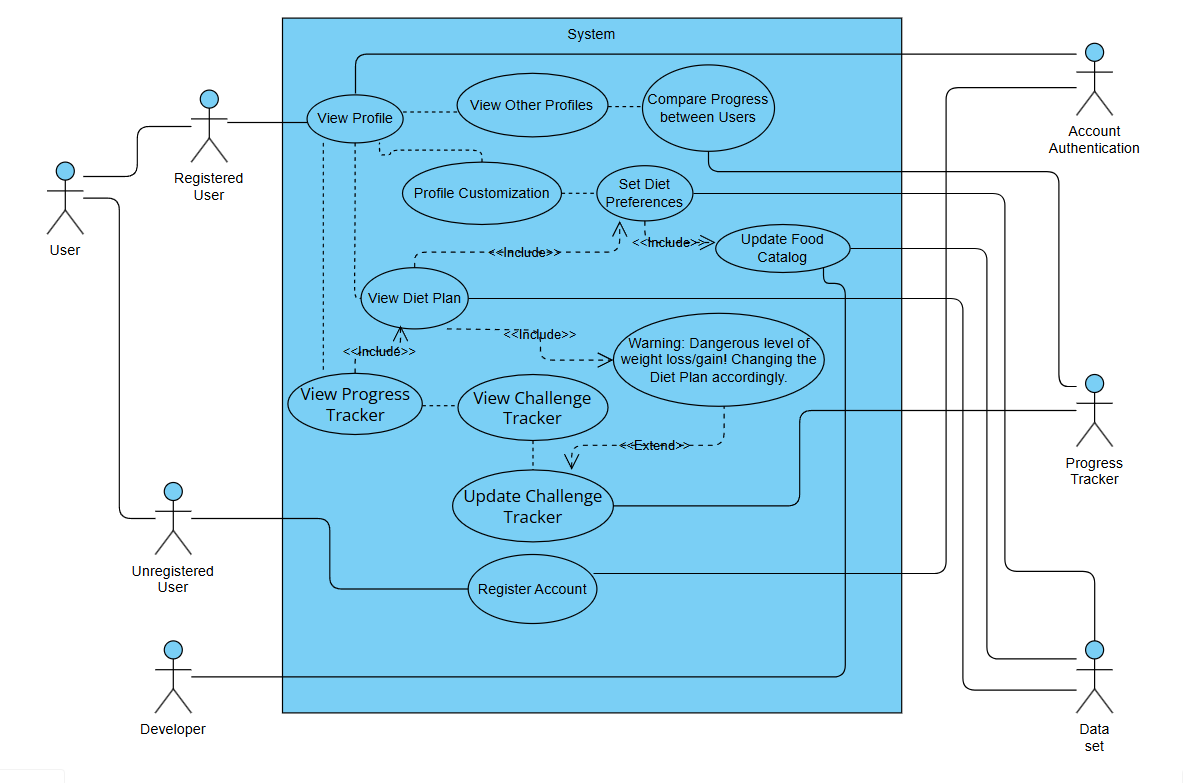 System
View Profile
View Other Profiles
Compare Progress
between Users
Account
Authentication
Registered
User
User
Profile Customization
Set Diet
Preferences
<<Include>>
<<Include>>
Update Food
Catalog
View Diet Plan
<<Include>>
<<Include>>
Warning: Dangerous level of
weight loss/gain! Changing the
Diet Plan accordingly.
View Progress
Tracker
View Challenge
Tracker
<<Extend>>
Progress
Tracker
Update Challenge
Tracker
Unregistered
User
Register Account
Developer
Data
set